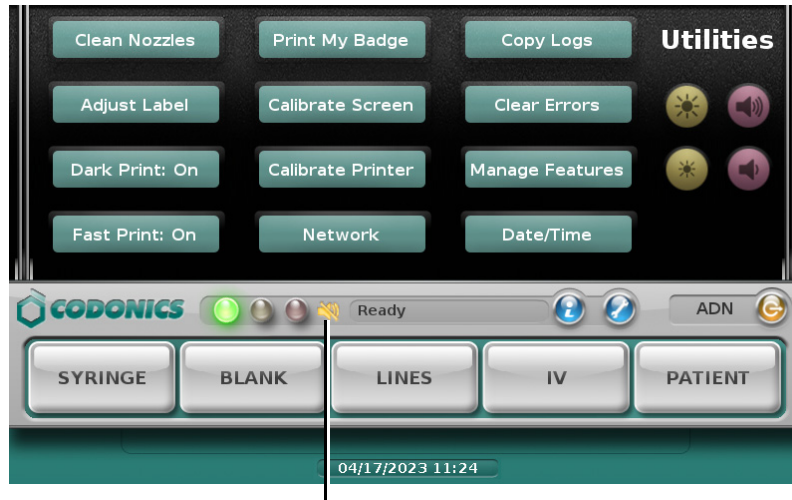 Clean Nozzles Print My Badge Copy Logs Utilities
Adjust Label Calibrate Screen Clear Errors
Dark Print: On Calibrate Printer Manage Features
Fast Print: On Network Date/Time
CODONICS Ready ADN
SYRINGE BLANK LINES IV PATIENT
04/17/2023 11:24